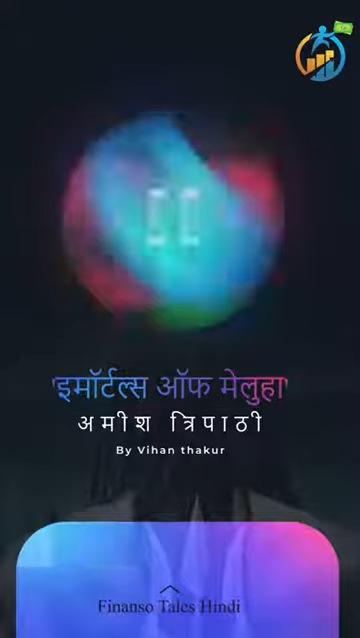 'इमॉर्टल्स ऑफ मेलुहा'
अमीश त्रिपाठी
By Vihan thakur
Finanso Tales Hindi